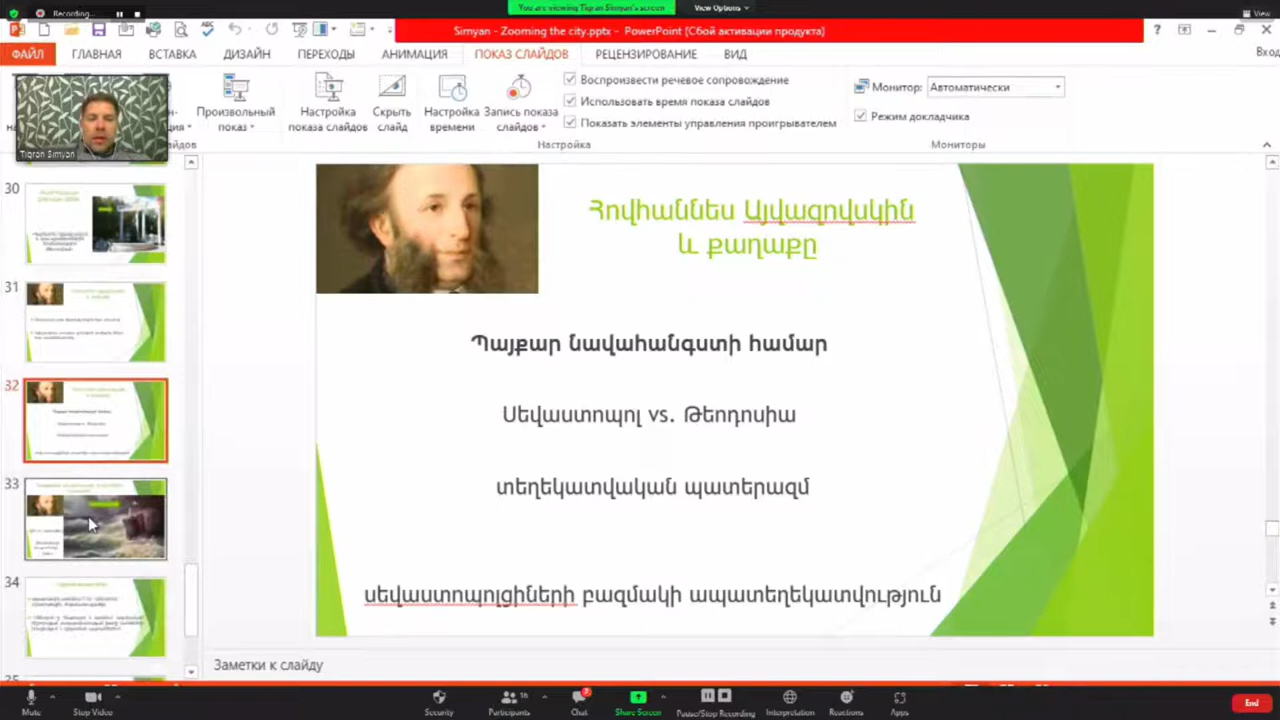 Recording...
You are viewing Tigran Simyan's screen
View Options
View
Simyan - Zooming the city.pptx - PowerPoint (Сбой активации продукта)
ФАЙЛ
ГЛАВНАЯ
ВСТАВКА
ДИЗАЙН
ПЕРЕХОДЫ
АНИМАЦИЯ
ПОКАЗ СЛАЙДОВ
РЕЦЕНЗИРОВАНИЕ
ВИД
Вход
Произвольный
показ
Настройка
показа слайдов
Скрыть
слайд
Настройка
времени
Запись показа
слайдов
Воспроизвести речевое сопровождение
Использовать время показа слайдов
Показать элементы управления проигрывателем
Монитор:
Автоматически
Режим докладчика
Настройка
Мониторы
Tigran Simyan
30
31
32
33
34
Հովհաննես Այվազովսկին
և քաղաքը
Պայքար նավահանգստի համար
Սեվաստոպոլ vs. Թեոդոսիա
տեղեկատվական պատերազմ
սեվաստոպոլցիների բազմակի ապատեղեկատվություն
Заметки к слайду
Mute
Stop Video
Security
Participants
16
Chat
Share Screen
Pause/Stop Recording
Interpretation
Reactions
Apps
End